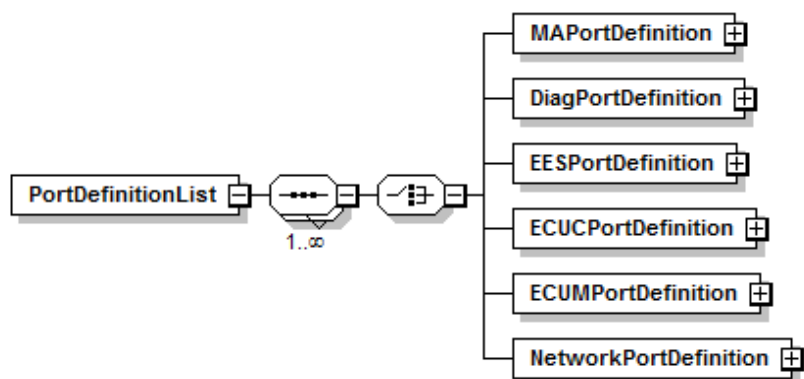 MAPortDefinition
DiagPortDefinition
EESPortDefinition
PortDefinitionList
1..∞
ECUCPortDefinition
ECUMPortDefinition
NetworkPortDefinition